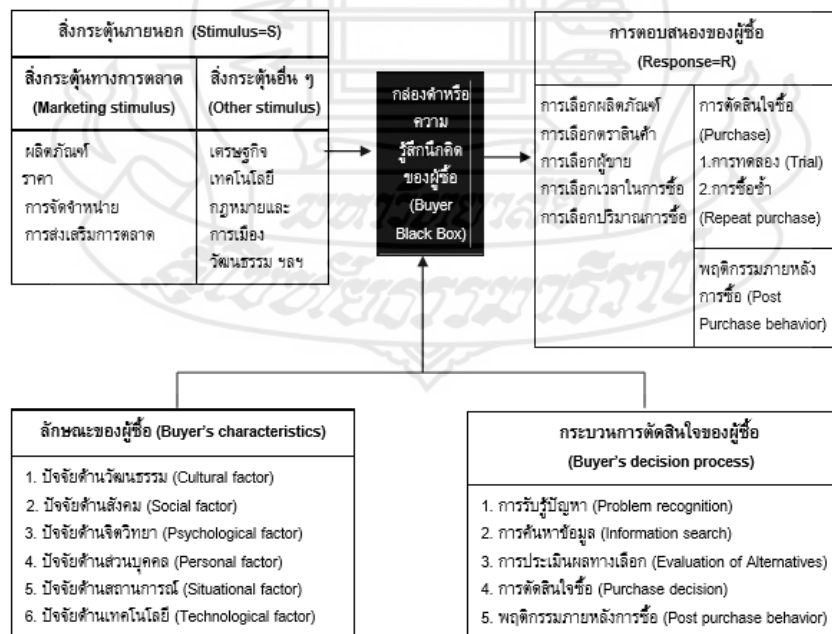 สิ่งกระตุ้นภายนอก (Stimulus=S)
สิ่งกระตุ้นทางการตลาด
(Marketing stimulus)
ผลิตภัณฑ์
ราคา
การจัดจำหน่าย
การส่งเสริมการตลาด
สิ่งกระตุ้นอื่น ๆ
(Other stimulus)
เศรษฐกิจ
เทคโนโลยี
กฎหมายและ
การเมือง
วัฒนธรรม ฯลฯ
กล่องดำหรือ
ความ
รู้สึกนึกคิด
ของผู้ซื้อ
(Buyer
Black Box)
การตอบสนองของผู้ซื้อ
(Response=R)
การเลือกผลิตภัณฑ์
การเลือกตราสินค้า
การเลือกผู้ขาย
การเลือกเวลาในการซื้อ
การเลือกปริมาณการซื้อ
การตัดสินใจซื้อ
(Purchase)
1.การทดลอง (Trial)
2.การซื้อซ้ำ
(Repeat purchase)
พฤติกรรมภายหลัง
การซื้อ (Post
Purchase behavior)
มหาวิทยาลัย
สุโขทัยธรรมาธิราช
ลักษณะของผู้ซื้อ (Buyer's characteristics)
1. ปัจจัยด้านวัฒนธรรม (Cultural factor)
2. ปัจจัยด้านสังคม (Social factor)
3. ปัจจัยด้านจิตวิทยา (Psychological factor)
4. ปัจจัยด้านส่วนบุคคล (Personal factor)
5. ปัจจัยด้านสถานการณ์ (Situational factor)
6. ปัจจัยด้านเทคโนโลยี (Technological factor)
กระบวนการตัดสินใจของผู้ซื้อ
(Buyer's decision process)
1. การรับรู้ปัญหา (Problem recognition)
2. การค้นหาข้อมูล (Information search)
3. การประเมินผลทางเลือก (Evaluation of Alternatives)
4. การตัดสินใจซื้อ (Purchase decision)
5. พฤติกรรมภายหลังการซื้อ (Post purchase behavior)